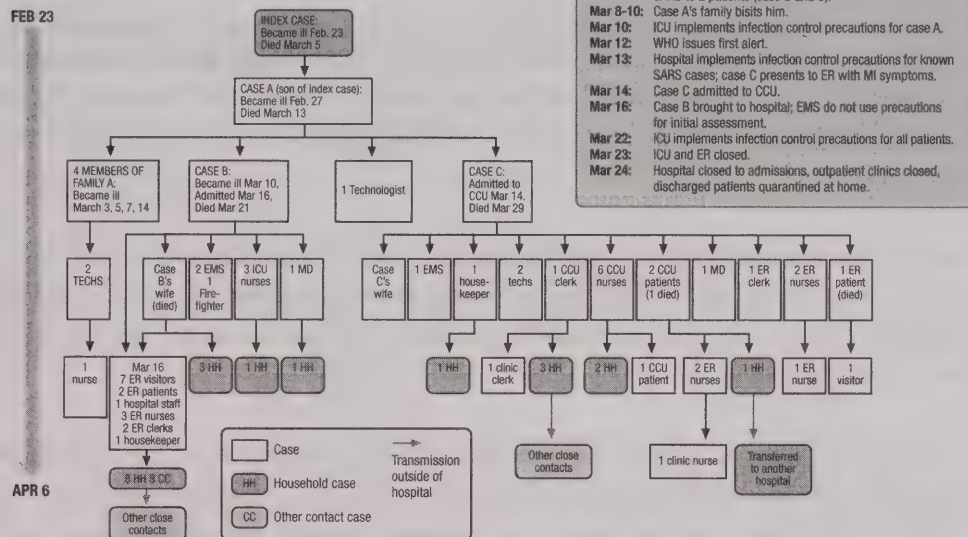 FEB 23
APR 6
INDEX CASE:
Became ill Feb. 23
Died March 5
CASE A (son of index case):
Became ill Feb. 27
Died March 13
4 MEMBERS OF
FAMILY A:
Became ill
March 3, 5, 7, 14
CASE B:
Became ill Mar 10,
Admitted Mar 16,
Died Mar 21
1 Technologist
CASE C:
Admitted to
CCU Mar 14.
Died Mar 29
2
TECHS
Case
B's
wife
(died)
2 EMS
1
Fire-
fighter
3 ICU
nurses
1 MD
Case
C's
wife
1 EMS
1
house-
keeper
2
techs
1 CCU
clerk
6 CCU
nurses
2 CCU
patients
(1 died)
1 MD
1 ER
clerk
2 ER
nurses
1 ER
patient
(died)
1
nurse
Mar 16
7 ER visitors
2 ER patients
1 hospital staff
3 ER nurses
2 ER clerks
1 housekeeper
3 HH
1 HH
1 HH
1 HH
1 clinic
clerk
3 HH
2 HH
1 CCU
patient
2 ER
nurses
1 HH
1 ER
nurse
1
visitor
8 HH 8 CC
Other close
contacts
Other close
contacts
1 clinic nurse
Transferred
to another
hospital
Case
HH Household case
CC Other contact case
Transmission
outside of
hospital
Mar 8-10: Case A's family bisits him.
Mar 10: ICU implements infection control precautions for case A.
Mar 12: WHO issues first alert.
Mar 13: Hospital implements infection control precautions for known
SARS cases; case C presents to ER with MI symptoms.
Mar 14: Case C admitted to CCU.
Mar 16: Case B brought to hospital; EMS do not use precautions
for initial assessment.
Mar 22: ICU implements infection control precautions for all patients.
Mar 23: ICU and ER closed.
Mar 24: Hospital closed to admissions, outpatient clinics closed,
discharged patients quarantined at home.